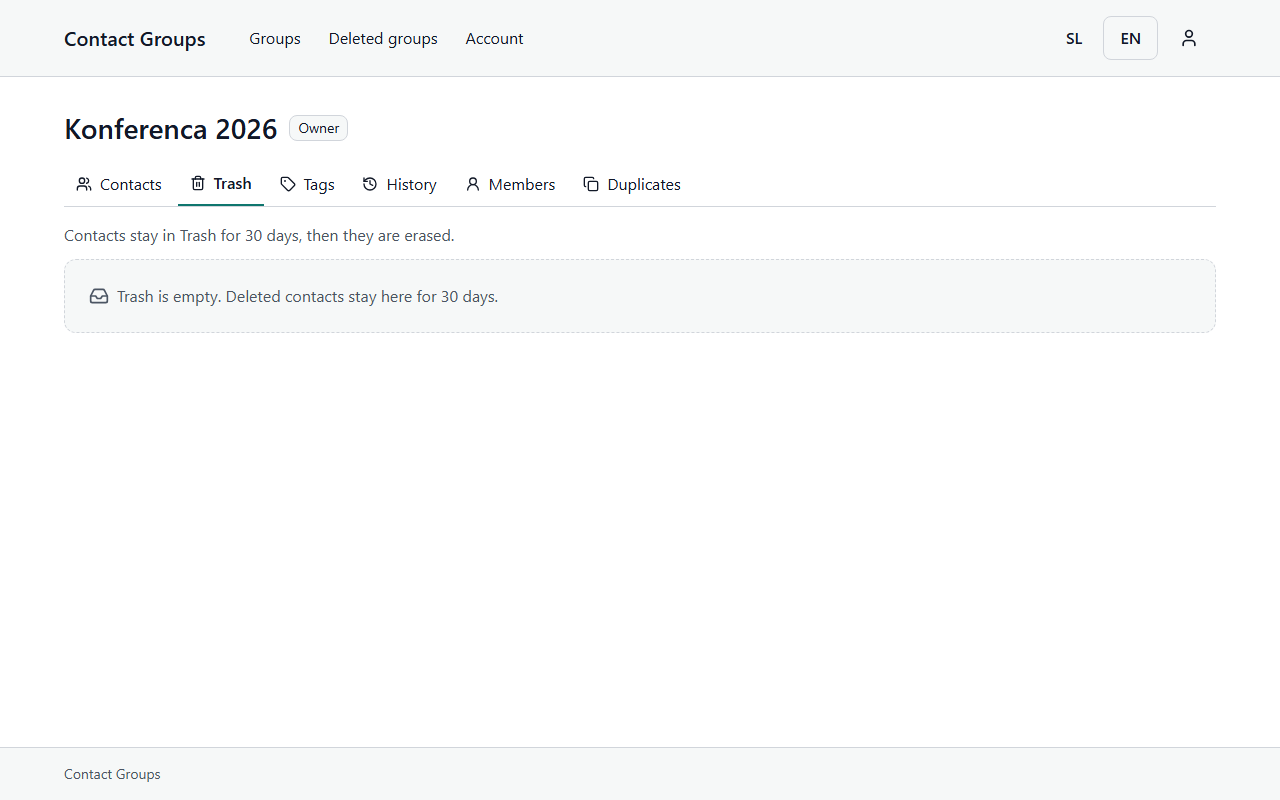 Contact Groups Groups Deleted groups Account SL EN
Konferenca 2026 Owner
Contacts Trash Tags History Members Duplicates
Contacts stay in Trash for 30 days, then they are erased.
Trash is empty. Deleted contacts stay here for 30 days.
Contact Groups